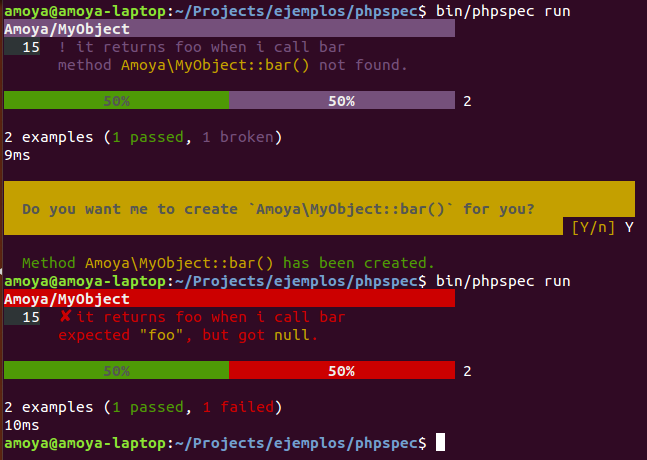 amoya@amoya-laptop:~/Projects/ejemplos/phpspec$ bin/phpspec run
Amoya/MyObject
15 ! it returns foo when i call bar
method Amoya\MyObject::bar() not found.
50% 50% 2
2 examples (1 passed, 1 broken)
9ms
Do you want me to create `Amoya\MyObject::bar()` for you?
[Y/n] Y
Method Amoya\MyObject::bar() has been created.
amoya@amoya-laptop:~/Projects/ejemplos/phpspec$ bin/phpspec run
Amoya/MyObject
15 ✘ it returns foo when i call bar
expected "foo", but got null.
50% 50% 2
2 examples (1 passed, 1 failed)
10ms
amoya@amoya-laptop:~/Projects/ejemplos/phpspec$